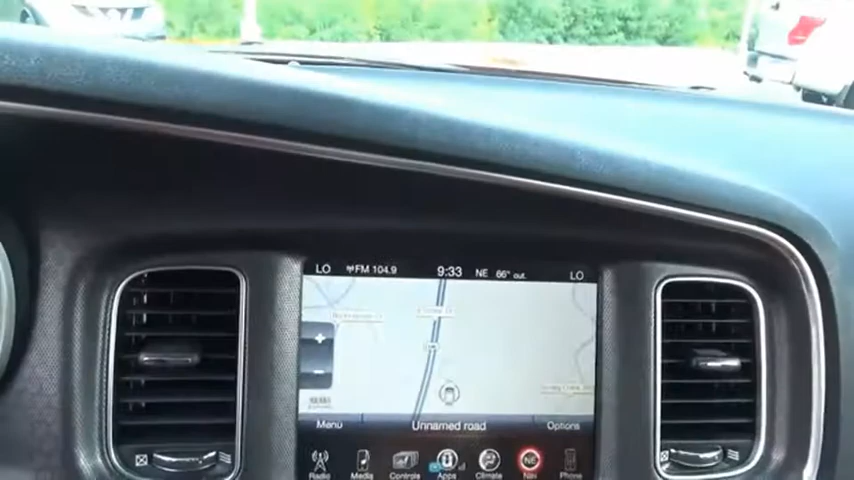 LO FM 104.9 9:33 NE 66° out LO
Menu Unnamed road Options
Radio Media Controls Apps Climate Nav Phone
NE